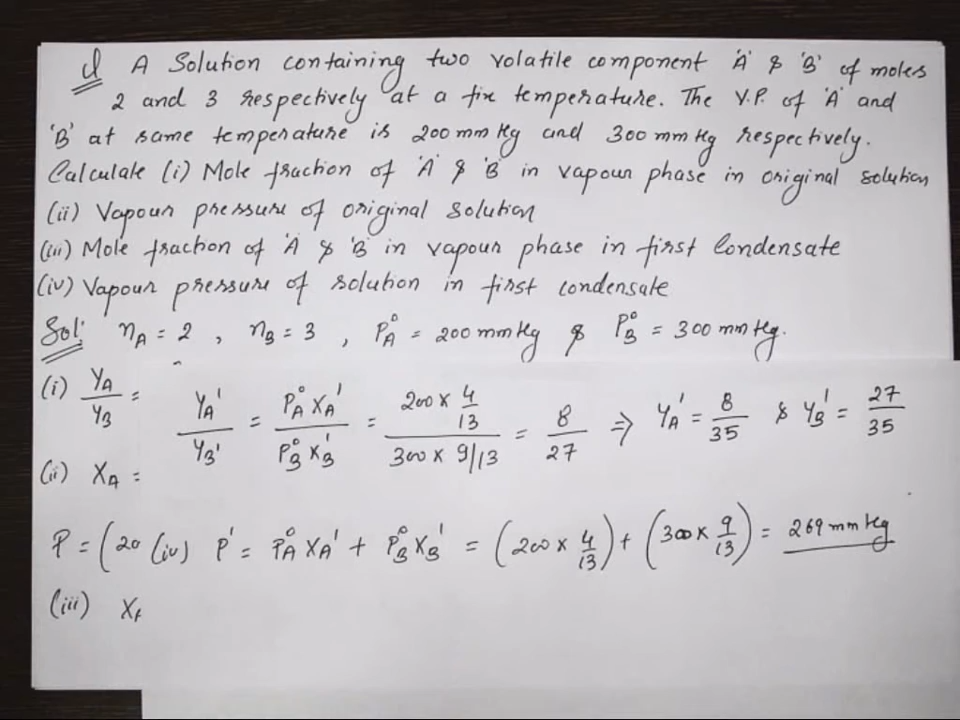 Q A Solution containing two volatile component 'A' & 'B' of moles
2 and 3 respectively at a fix temperature. The V.P. of 'A' and
'B' at same temperature is 200 mm Hg and 300 mm Hg respectively.
Calculate (i) Mole fraction of 'A' & 'B' in vapour phase in original solution
(ii) Vapour pressure of original solution
(iii) Mole fraction of 'A' & 'B' in vapour phase in first Condensate
(iv) Vapour pressure of solution in first condensate
Sol: nA = 2 , nB = 3 , P°A = 200 mm Hg & P°B = 300 mm Hg.
(i) YA/YB = YA'/YB' = P°A XA'/P°B XB' = (200 × 4/13)/(300 × 9/13) = 8/27 ⇒ YA' = 8/35 & YB' = 27/35
(ii) XA =
P = (20 (iv) P' = P°A XA' + P°B XB' = (200 × 4/13) + (300 × 9/13) = 269 mm Hg
(iii) XA